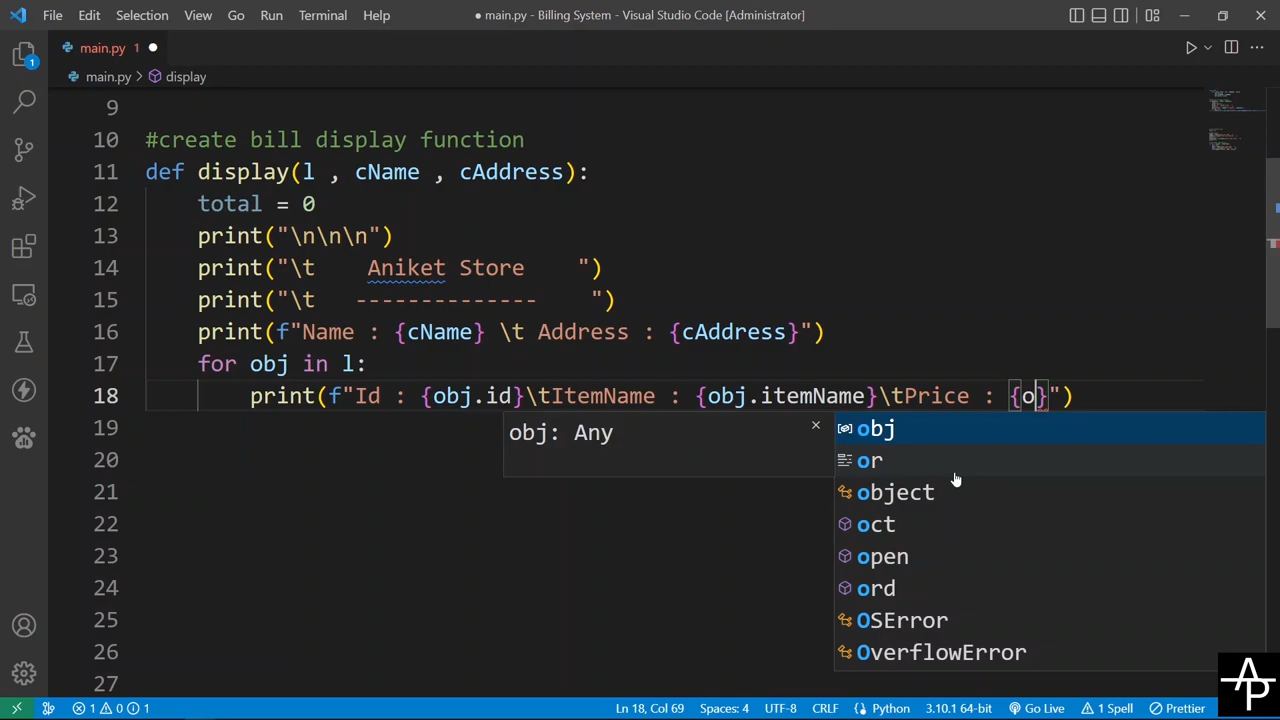 File Edit Selection View Go Run Terminal Help ● main.py - Billing System - Visual Studio Code [Administrator]
main.py 1 ●
main.py > display
1
9
10 #create bill display function
11 def display(l , cName , cAddress):
12 total = 0
13 print("\n\n\n")
14 print("\t    Aniket Store    ")
15 print("\t   --------------    ")
16 print(f"Name : {cName} \t Address : {cAddress}")
17 for obj in l:
18 print(f"Id : {obj.id}\tItemName : {obj.itemName}\tPrice : {o}")
19
20
21
22
23
24
25
26
27
obj: Any
obj
or
object
oct
open
ord
OSError
OverflowError
1 0 1 Ln 18, Col 69 Spaces: 4 UTF-8 CRLF Python 3.10.1 64-bit Go Live 1 Spell Prettier
AP